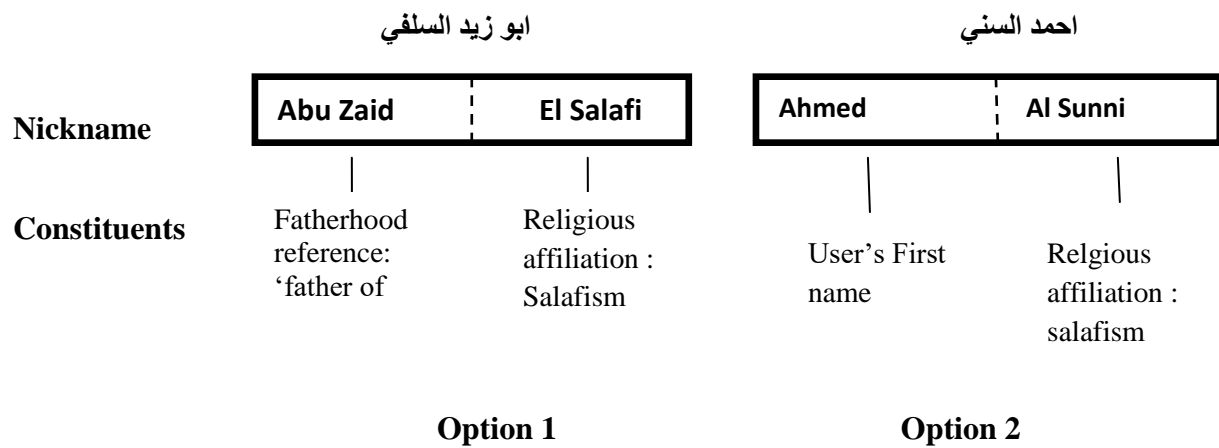 ابو زيد السلفي
احمد السني
Nickname
Abu Zaid
El Salafi
Ahmed
Al Sunni
Constituents
Fatherhood
reference:
‘father of
Religious
affiliation :
Salafism
User’s First
name
Relgious
affiliation :
salafism
Option 1
Option 2